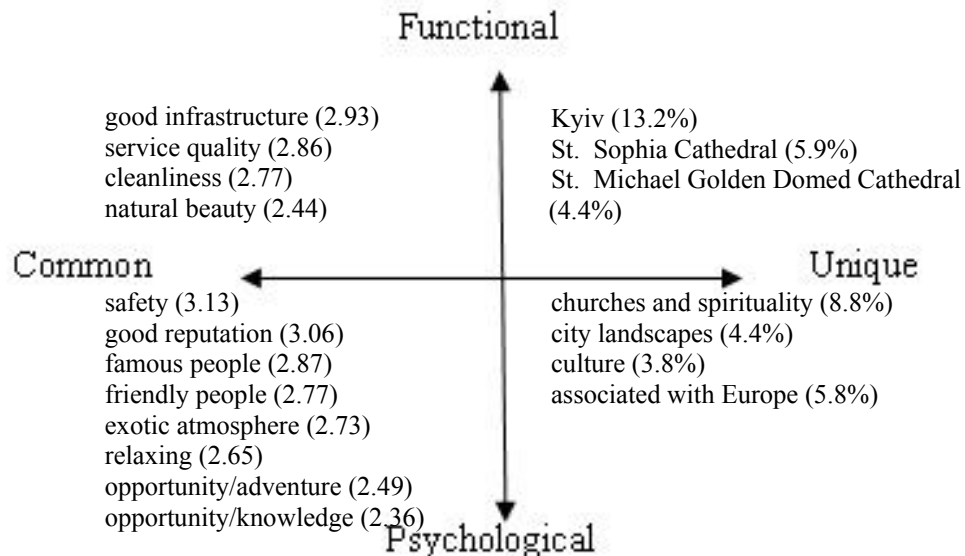 Functional
good infrastructure (2.93)
service quality (2.86)
cleanliness (2.77)
natural beauty (2.44)
Kyiv (13.2%)
St. Sophia Cathedral (5.9%)
St. Michael Golden Domed Cathedral
(4.4%)
Common
Unique
safety (3.13)
good reputation (3.06)
famous people (2.87)
friendly people (2.77)
exotic atmosphere (2.73)
relaxing (2.65)
opportunity/adventure (2.49)
opportunity/knowledge (2.36)
churches and spirituality (8.8%)
city landscapes (4.4%)
culture (3.8%)
associated with Europe (5.8%)
Psychological